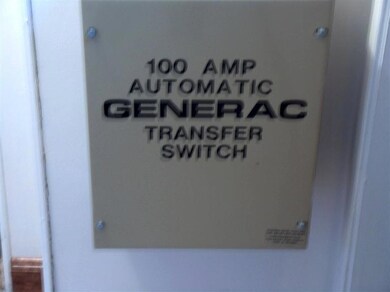 100 AMP
AUTOMATIC
GENERAC
TRANSFER
SWITCH